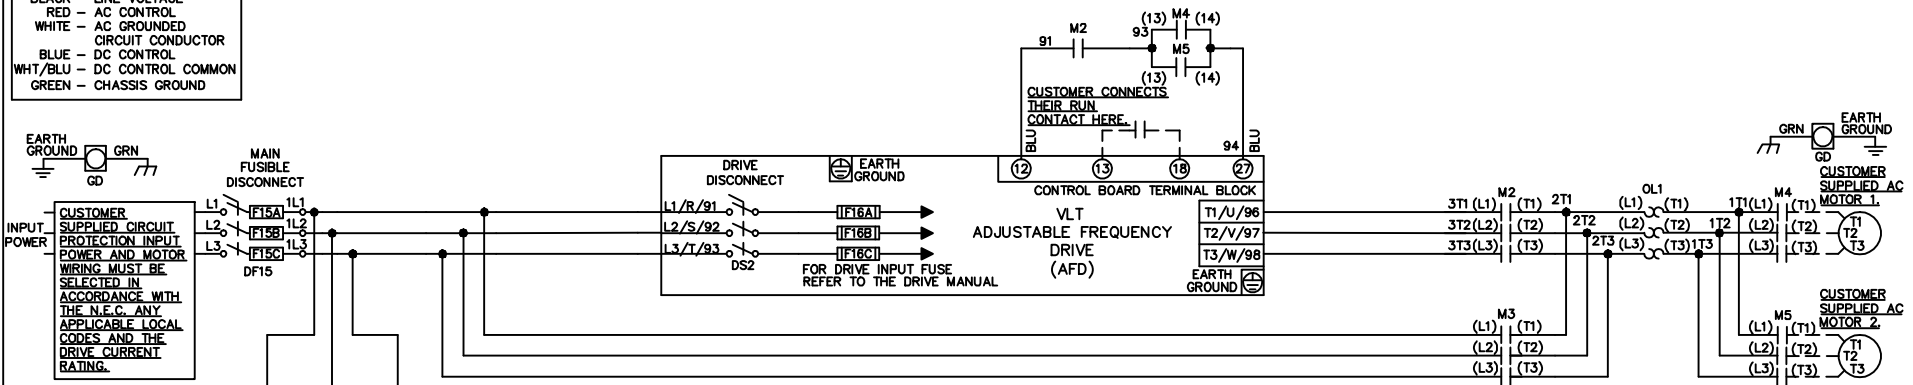 BLACK – LINE VOLTAGE
RED – AC CONTROL
WHITE – AC GROUNDED
CIRCUIT CONDUCTOR
BLUE – DC CONTROL
WHT/BLU – DC CONTROL COMMON
GREEN – CHASSIS GROUND
EARTH
GROUND
GRN
GD
MAIN
FUSIBLE
DISCONNECT
INPUT
POWER
CUSTOMER
SUPPLIED CIRCUIT
PROTECTION INPUT
POWER AND MOTOR
WIRING MUST BE
SELECTED IN
ACCORDANCE WITH
THE N.E.C. ANY
APPLICABLE LOCAL
CODES AND THE
DRIVE CURRENT
RATING.
L1 F15A 1L1
L2 F15B 1L2
L3 F15C 1L3
DF15
DRIVE
DISCONNECT
EARTH
GROUND
L1/R/91 F16A
L2/S/92 F16B
L3/T/93 F16C
DS2
FOR DRIVE INPUT FUSE
REFER TO THE DRIVE MANUAL
91 M2 93
(13) M4 (14)
M5
(13) (14)
CUSTOMER CONNECTS
THEIR RUN
CONTACT HERE.
BLU
94 BLU
12 13 18 27
CONTROL BOARD TERMINAL BLOCK
VLT
ADJUSTABLE FREQUENCY
DRIVE
(AFD)
T1/U/96
T2/V/97
T3/W/98
EARTH
GROUND
M2
3T1 (L1) (T1) 2T1
3T2 (L2) (T2) 2T2
3T3 (L3) (T3) 2T3
OL1
(L1) (T1) 1T1
(L2) (T2) 1T2
(L3) (T3) 1T3
M4
(L1) (T1)
(L2) (T2)
(L3) (T3)
T1
T2
T3
GRN
EARTH
GROUND
GD
CUSTOMER
SUPPLIED AC
MOTOR 1.
M3
(L1) (T1)
(L2) (T2)
(L3) (T3)
CUSTOMER
SUPPLIED AC
MOTOR 2.
M5
(L1) (T1)
(L2) (T2)
(L3) (T3)
T1
T2
T3